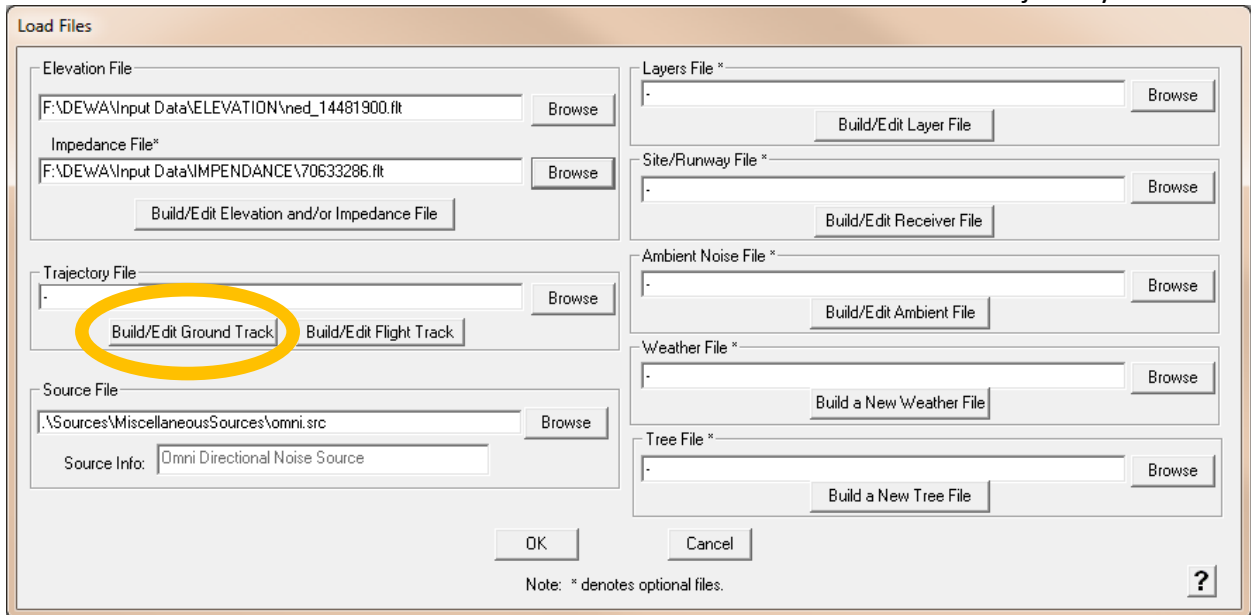 Load Files
Elevation File
F:\DEWA\Input Data\ELEVATION\ned_14481900.flt
Browse
Impedance File*
F:\DEWA\Input Data\IMPENDANCE\70633286.flt
Browse
Build/Edit Elevation and/or Impedance File
Trajectory File
-
Browse
Build/Edit Ground Track
Build/Edit Flight Track
Source File
.\Sources\MiscellaneousSources\omni.src
Browse
Source Info:
Omni Directional Noise Source
Layers File *
-
Browse
Build/Edit Layer File
Site/Runway File *
-
Browse
Build/Edit Receiver File
Ambient Noise File *
-
Browse
Build/Edit Ambient File
Weather File *
-
Browse
Build a New Weather File
Tree File *
-
Browse
Build a New Tree File
OK
Cancel
Note: * denotes optional files.
?